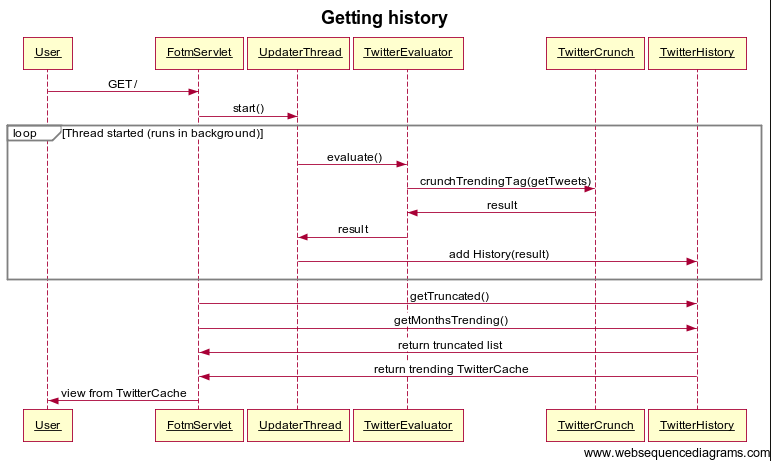 Getting history
User FotmServlet UpdaterThread TwitterEvaluator TwitterCrunch TwitterHistory
GET /
start()
loop [Thread started (runs in background)]
evaluate()
crunchTrendingTag(getTweets)
result
result
add History(result)
getTruncated()
getMonthsTrending()
return truncated list
return trending TwitterCache
view from TwitterCache
User FotmServlet UpdaterThread TwitterEvaluator TwitterCrunch TwitterHistory
www.websequencediagrams.com